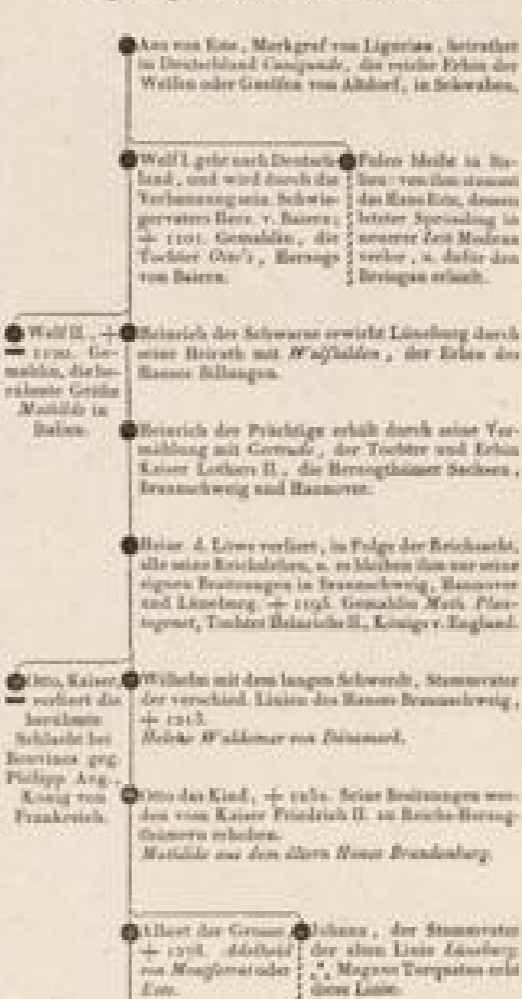 Azo von Este, Markgraf von Ligurien, heirathet
in Deutschland Cunigunde, die reiche Erbin der
Welfen oder Guelfen von Altdorf, in Schwaben.
Welf I. geht nach Deutsch-
land, und wird durch die
Verbannung sein. Schwie-
gervaters Herz. v. Baiern;
+ 1101. Gemahlin, die
Tochter Otto's, Herzogs
von Baiern.
Fulco bleibt in Ita-
lien: von ihm stammt
das Haus Este, dessen
letzter Sprössling in
neuerer Zeit Modena
verlor, u. dafür den
Breisgau erhielt.
Welf II., +
Ge-
mahlin, die be-
rühmte Gräfin
Mathilde in
Italien.
Heinrich der Schwarze erwirbt Lüneburg durch
seine Heirath mit Wulfhilden, der Erbin des
Hauses Billungen.
Heinrich der Prächtige erhält durch seine Ver-
mählung mit Gertrude, der Tochter und Erbin
Kaiser Lothars II., die Herzogthümer Sachsen,
Braunschweig und Hannover.
Heinr. d. Löwe verliert, in Folge der Reichsacht,
alle seine Reichslehen, u. es bleiben ihm nur seine
eignen Besitzungen in Braunschweig, Hannover
und Lüneburg. + 1195. Gemahlin Math. Plan-
tagenet, Tochter Heinrichs II., Königs v. England.
Otto, Kaiser,
verliert die
berühmte
Schlacht bei
Bouvines geg.
Philipp Aug.,
König von
Frankreich.
Wilhelm mit dem langen Schwerdt, Stammvater
der verschied. Linien des Hauses Braunschweig,
+ 1213.
Helene Waldemar von Dänemark.
Otto das Kind, + 1252. Seine Besitzungen wer-
den vom Kaiser Friedrich II. zu Reichs-Herzog-
thümern erhoben.
Mathilde aus dem ältern Hause Brandenburg.
Albert der Grosse,
+ 1278. Adelheid
von Montferrat oder
Este.
Johann, der Stammvater
der alten Linie Lüneburg.
Magnus Torquatus erbt
diese Linie.